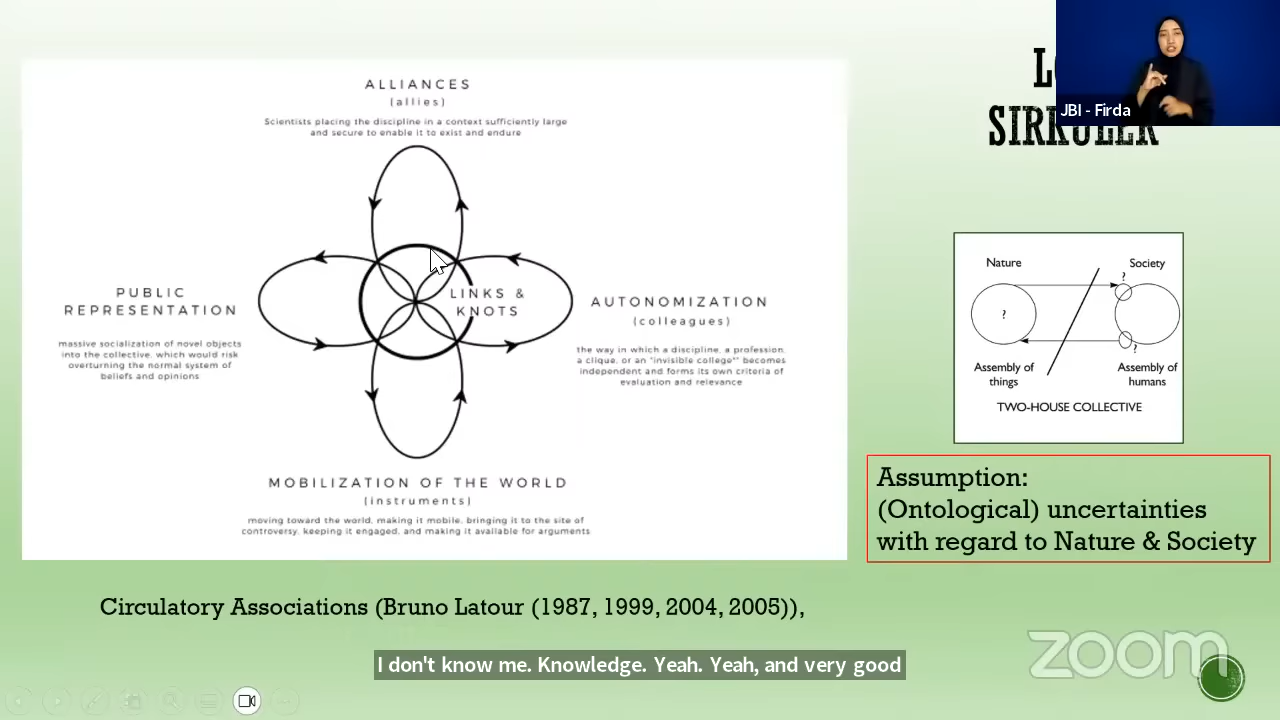 ALLIANCES
(allies)
Scientists placing the discipline in a context sufficiently large
and secure to enable it to exist and endure
PUBLIC
REPRESENTATION
massive socialization of novel objects
into the collective, which would risk
overturning the normal system of
beliefs and opinions
LINKS &
KNOTS
AUTONOMIZATION
(colleagues)
the way in which a discipline, a profession,
a clique, or an "invisible college"" becomes
independent and forms its own criteria of
evaluation and relevance
MOBILIZATION OF THE WORLD
(instruments)
moving toward the world, making it mobile, bringing it to the site of
controversy, keeping it engaged, and making it available for arguments
SIRKULER
JBI - Firda
Nature
Society
?
?
?
Assembly of
things
Assembly of
humans
TWO-HOUSE COLLECTIVE
Assumption:
(Ontological) uncertainties
with regard to Nature & Society
Circulatory Associations (Bruno Latour (1987, 1999, 2004, 2005)),
I don't know me. Knowledge. Yeah. Yeah, and very good
zoom